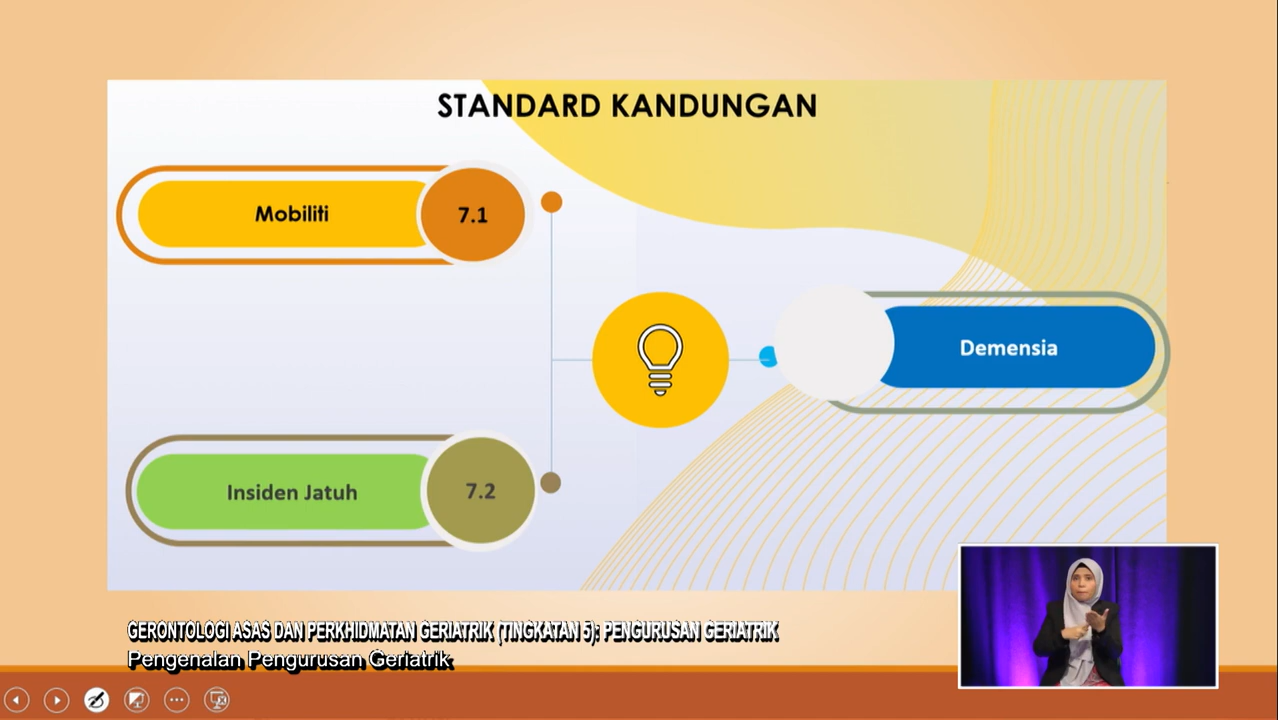 STANDARD KANDUNGAN
Mobiliti
7.1
Demensia
Insiden Jatuh
7.2
GERONTOLOGI ASAS DAN PERKHIDMATAN GERIATRIK (TINGKATAN 5): PENGURUSAN GERIATRIK
Pengenalan Pengurusan Geriatrik